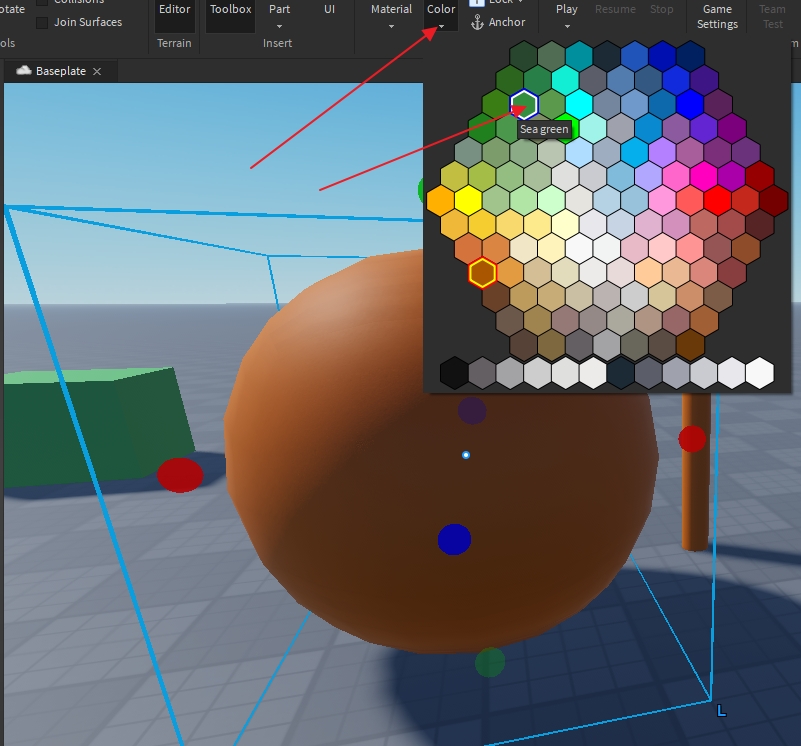 otate
Collisions
Join Surfaces
Editor
Toolbox
Part
UI
Material
Color
Lock
Anchor
Play
Resume
Stop
Game
Settings
Team
Test
ols
Terrain
Insert
Baseplate
Sea green
L